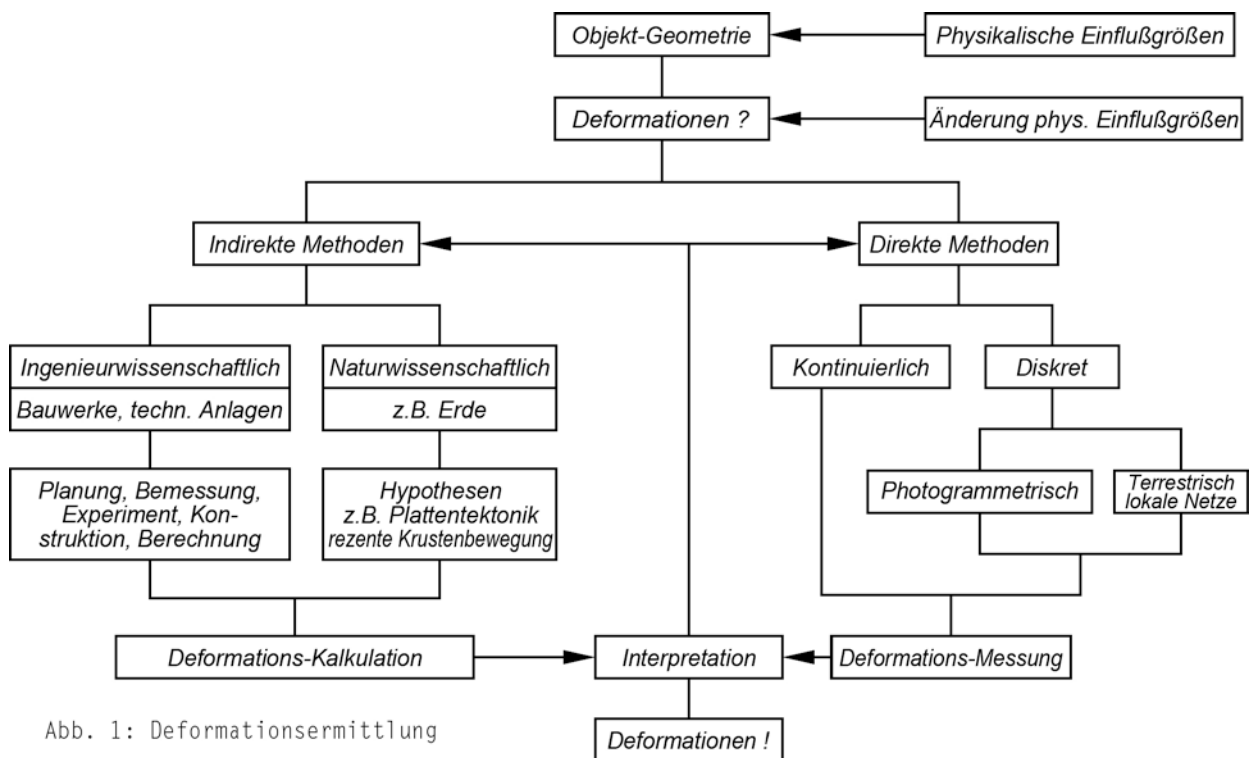 Objekt-Geometrie
Physikalische Einflußgrößen
Deformationen ?
Änderung phys. Einflußgrößen
Indirekte Methoden
Direkte Methoden
Ingenieurwissenschaftlich
Bauwerke, techn. Anlagen
Naturwissenschaftlich
z.B. Erde
Kontinuierlich
Diskret
Planung, Bemessung,
Experiment, Kon-
struktion, Berechnung
Hypothesen
z.B. Plattentektonik
rezente Krustenbewegung
Photogrammetrisch
Terrestrisch
lokale Netze
Deformations-Kalkulation
Interpretation
Deformations-Messung
Deformationen !
Abb. 1: Deformationsermittlung